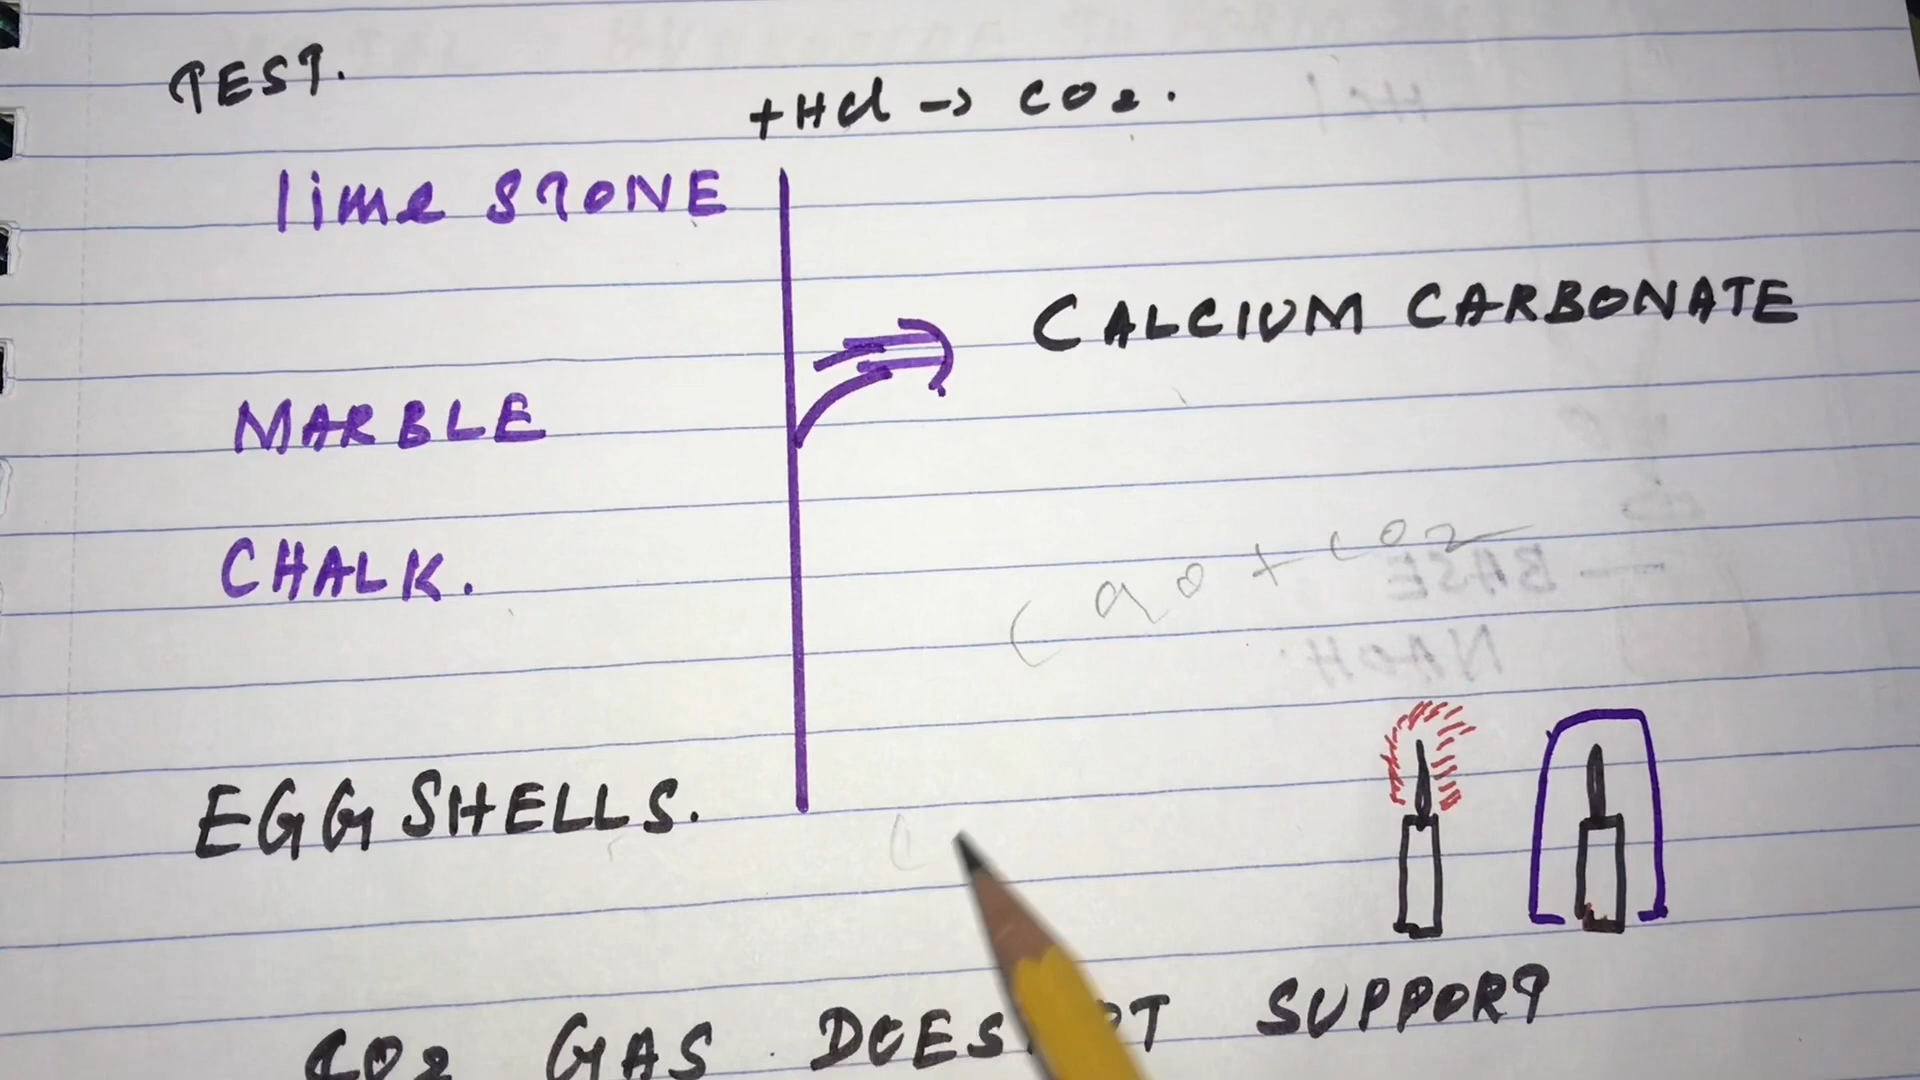 TEST.
+HCl → CO2.
lime STONE
CALCIUM CARBONATE
MARBLE
CaO + CO2
CHALK.
EGG SHELLS.
CO2 GAS DOES SUPPORT